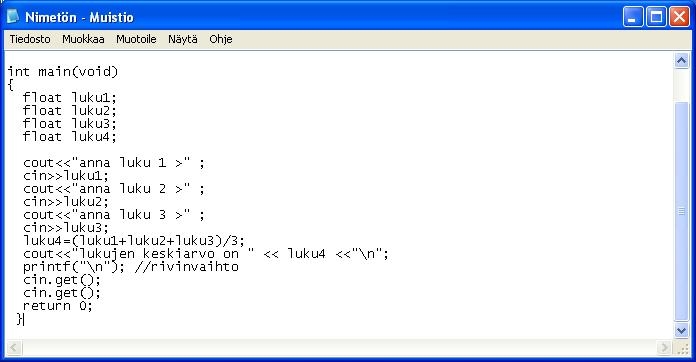 Nimetön - Muistio
Tiedosto Muokkaa Muotoile Näytä Ohje
int main(void)
{
  float luku1;
  float luku2;
  float luku3;
  float luku4;

  cout<<"anna luku 1 >" ;
  cin>>luku1;
  cout<<"anna luku 2 >" ;
  cin>>luku2;
  cout<<"anna luku 3 >" ;
  cin>>luku3;
  luku4=(luku1+luku2+luku3)/3;
  cout<<"lukujen keskiarvo on " << luku4 <<"\n";
  printf("\n"); //rivinvaihto
  cin.get();
  cin.get();
  return 0;
 }